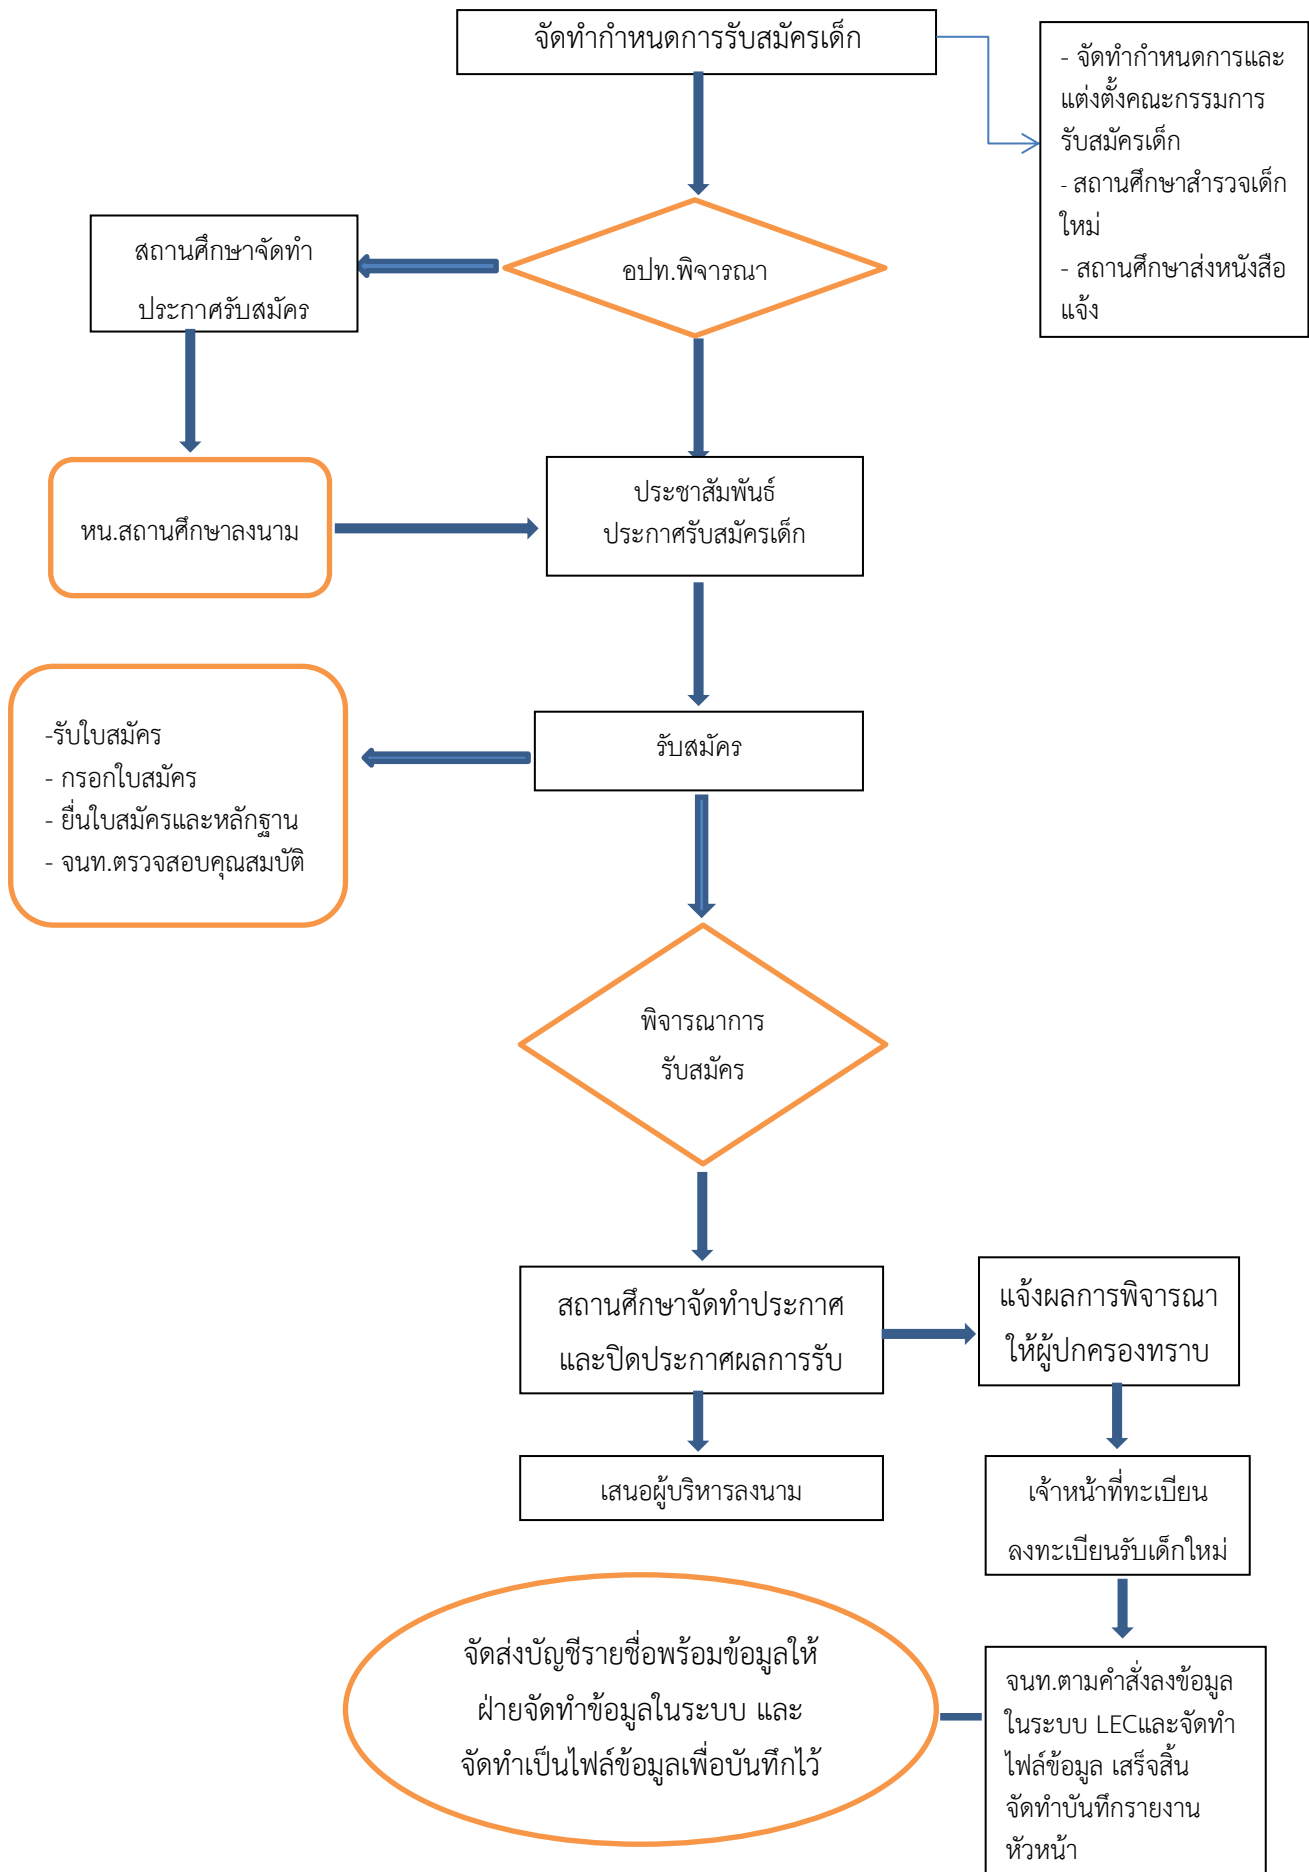 จัดทำกำหนดการรับสมัครเด็ก
- จัดทำกำหนดการและ
แต่งตั้งคณะกรรมการ
รับสมัครเด็ก
- สถานศึกษาสำรวจเด็ก
ใหม่
- สถานศึกษาส่งหนังสือ
แจ้ง
อปท.พิจารณา
สถานศึกษาจัดทำ
ประกาศรับสมัคร
หน.สถานศึกษาลงนาม
ประชาสัมพันธ์
ประกาศรับสมัครเด็ก
รับสมัคร
-รับใบสมัคร
- กรอกใบสมัคร
- ยื่นใบสมัครและหลักฐาน
- จนท.ตรวจสอบคุณสมบัติ
พิจารณาการ
รับสมัคร
สถานศึกษาจัดทำประกาศ
และปิดประกาศผลการรับ
แจ้งผลการพิจารณา
ให้ผู้ปกครองทราบ
เสนอผู้บริหารลงนาม
เจ้าหน้าที่ทะเบียน
ลงทะเบียนรับเด็กใหม่
จัดส่งบัญชีรายชื่อพร้อมข้อมูลให้
ฝ่ายจัดทำข้อมูลในระบบ และ
จัดทำเป็นไฟล์ข้อมูลเพื่อบันทึกไว้
จนท.ตามคำสั่งลงข้อมูล
ในระบบ LECและจัดทำ
ไฟล์ข้อมูล เสร็จสิ้น
จัดทำบันทึกรายงาน
หัวหน้า